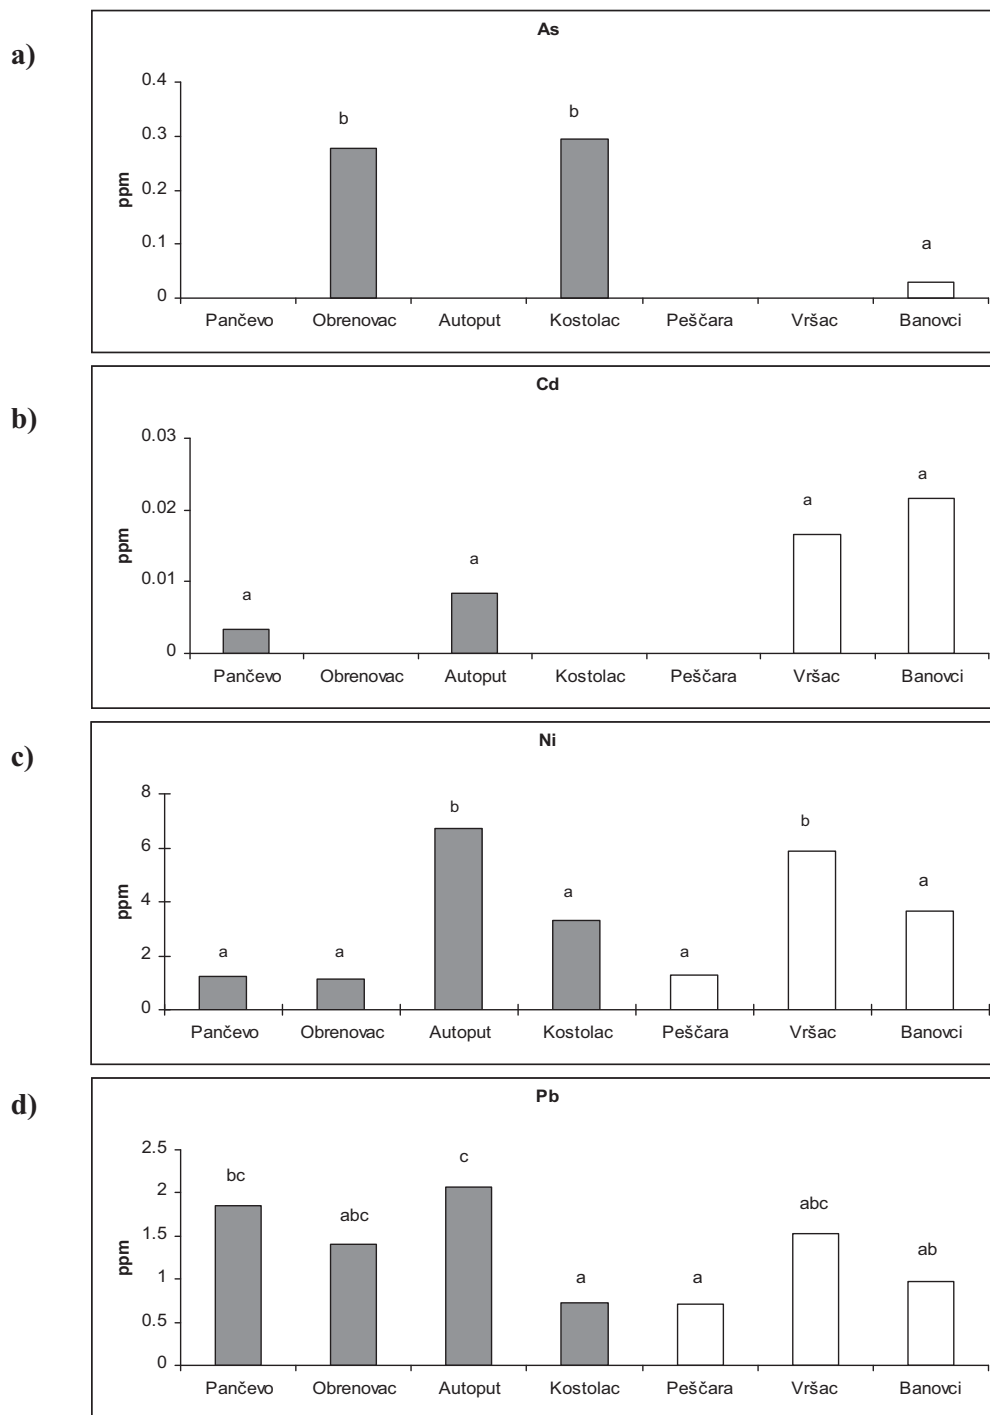 a)
As
0.4
b
b
0.3
ppm
0.2
a
0.1
0
Pančevo Obrenovac Autoput Kostolac Peščara Vršac Banovci
b)
Cd
0.03
a
a
0.02
ppm
a
0.01
a
0
Pančevo Obrenovac Autoput Kostolac Peščara Vršac Banovci
c)
Ni
8
b
b
6
ppm
a
a
4
a a a
2
0
Pančevo Obrenovac Autoput Kostolac Peščara Vršac Banovci
d)
Pb
2.5
bc c
2
abc abc
1.5
ppm
ab
1
a a
0.5
0
Pančevo Obrenovac Autoput Kostolac Peščara Vršac Banovci